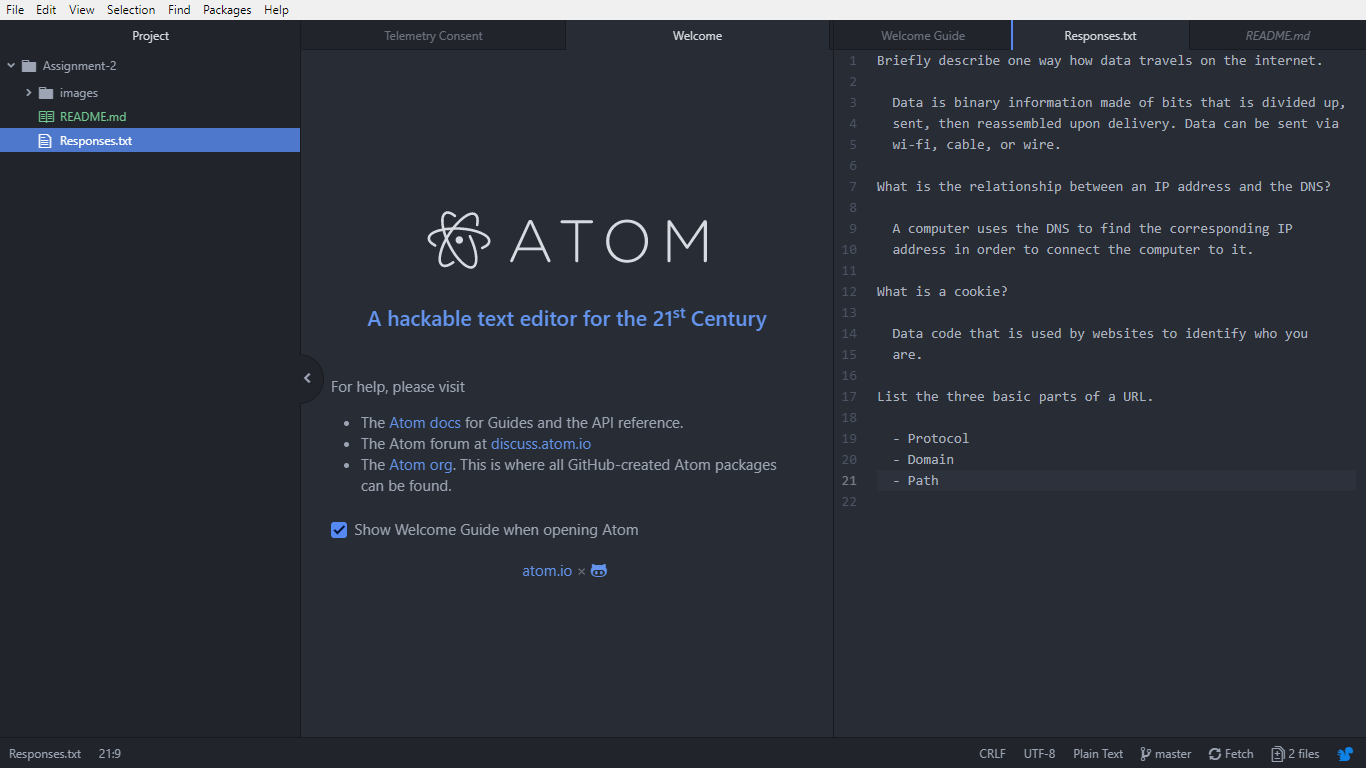 File Edit View Selection Find Packages Help
Project
Assignment-2
images
README.md
Responses.txt
Telemetry Consent
Welcome
ATOM
A hackable text editor for the 21st Century
For help, please visit
• The Atom docs for Guides and the API reference.
• The Atom forum at discuss.atom.io
• The Atom org. This is where all GitHub-created Atom packages
can be found.
Show Welcome Guide when opening Atom
atom.io ×
Welcome Guide
Responses.txt
README.md
1 Briefly describe one way how data travels on the internet.
2
3 Data is binary information made of bits that is divided up,
4 sent, then reassembled upon delivery. Data can be sent via
5 wi-fi, cable, or wire.
6
7 What is the relationship between an IP address and the DNS?
8
9 A computer uses the DNS to find the corresponding IP
10 address in order to connect the computer to it.
11
12 What is a cookie?
13
14 Data code that is used by websites to identify who you
15 are.
16
17 List the three basic parts of a URL.
18
19 - Protocol
20 - Domain
21 - Path
22
Responses.txt 21:9
CRLF UTF-8 Plain Text master Fetch 2 files